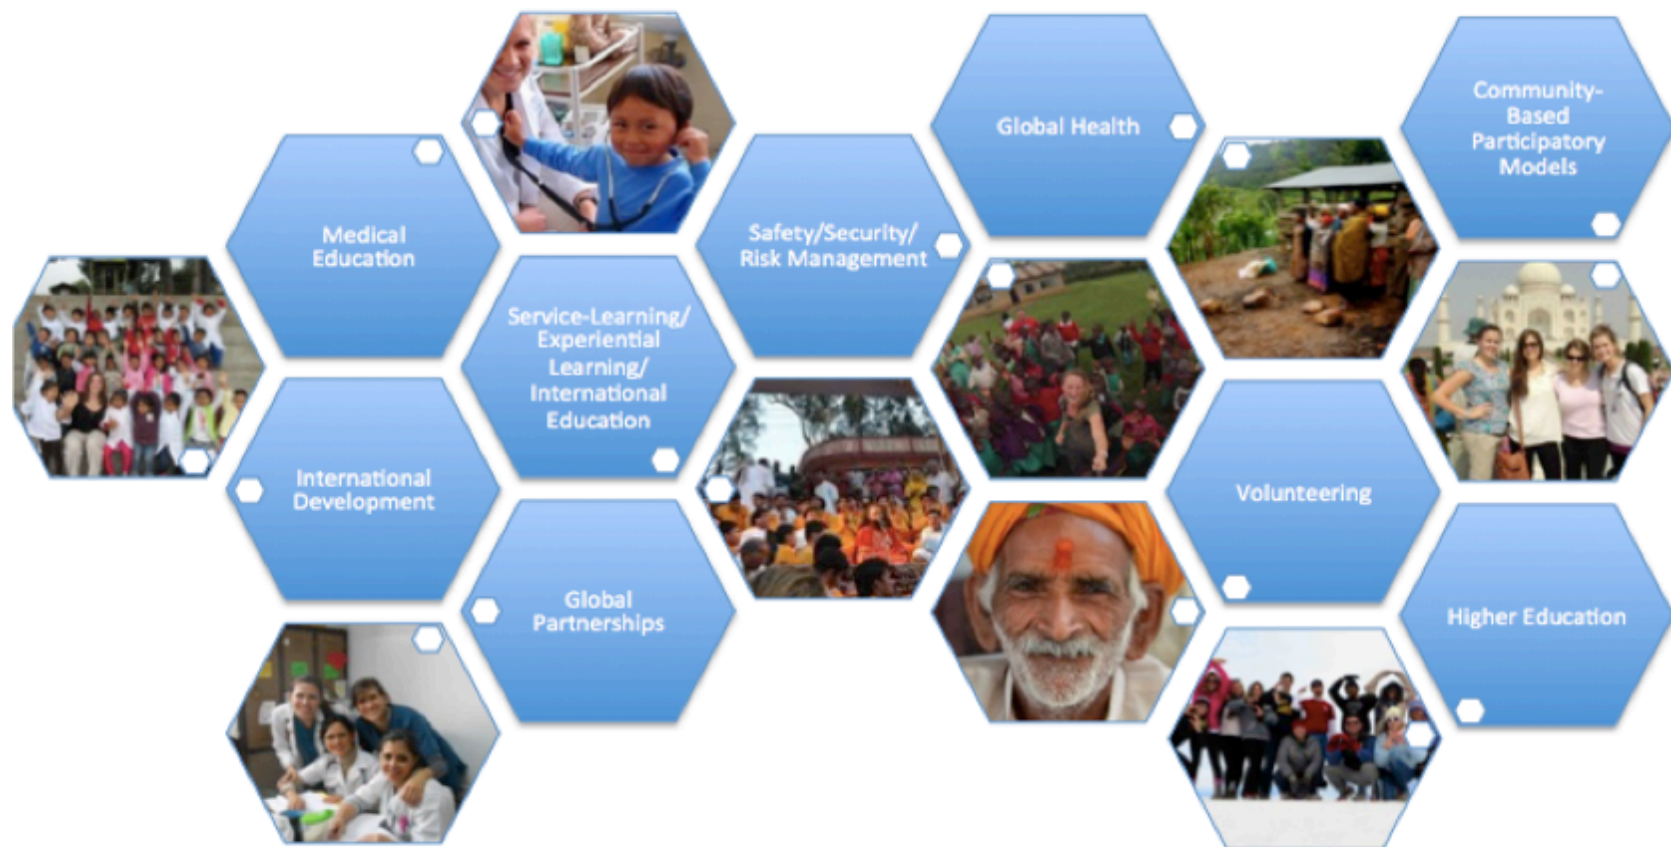 Medical
Education
International
Development
Service-Learning/
Experiential
Learning/
International
Education
Global
Partnerships
Safety/Security/
Risk Management
Global Health
Volunteering
Community-
Based
Participatory
Models
Higher Education